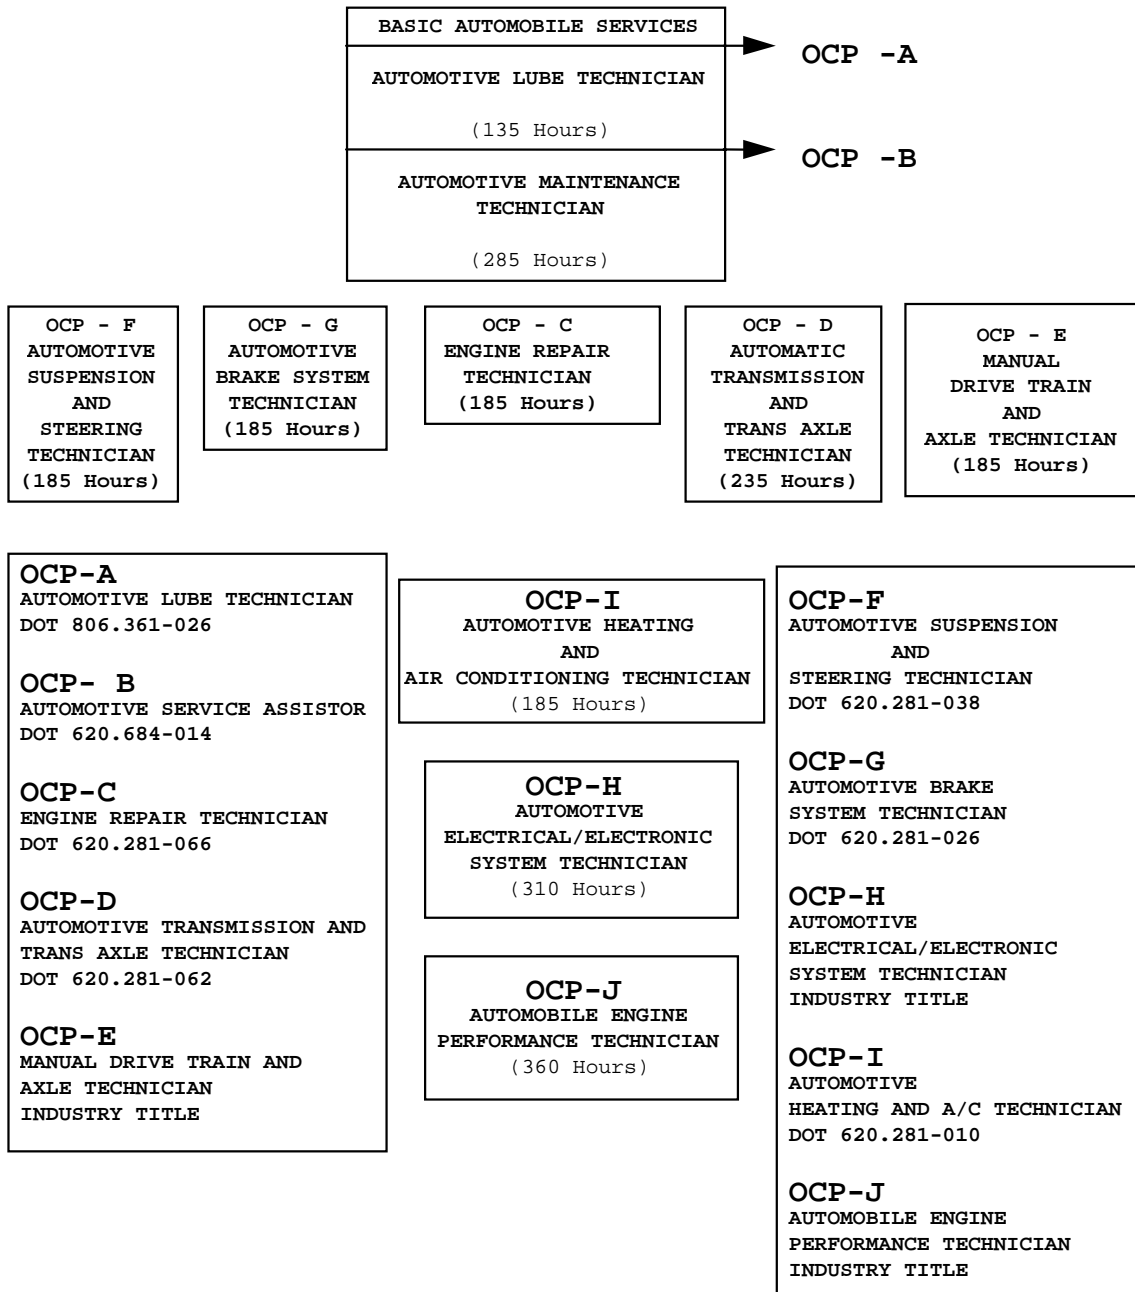 BASIC AUTOMOBILE SERVICES
OCP -A
AUTOMOTIVE LUBE TECHNICIAN
(135 Hours)
OCP -B
AUTOMOTIVE MAINTENANCE
TECHNICIAN
(285 Hours)
OCP - F
AUTOMOTIVE
SUSPENSION
AND
STEERING
TECHNICIAN
(185 Hours)
OCP - G
AUTOMOTIVE
BRAKE SYSTEM
TECHNICIAN
(185 Hours)
OCP - C
ENGINE REPAIR
TECHNICIAN
(185 Hours)
OCP - D
AUTOMATIC
TRANSMISSION
AND
TRANS AXLE
TECHNICIAN
(235 Hours)
OCP - E
MANUAL
DRIVE TRAIN
AND
AXLE TECHNICIAN
(185 Hours)
OCP-A
AUTOMOTIVE LUBE TECHNICIAN
DOT 806.361-026
OCP- B
AUTOMOTIVE SERVICE ASSISTOR
DOT 620.684-014
OCP-C
ENGINE REPAIR TECHNICIAN
DOT 620.281-066
OCP-D
AUTOMOTIVE TRANSMISSION AND
TRANS AXLE TECHNICIAN
DOT 620.281-062
OCP-E
MANUAL DRIVE TRAIN AND
AXLE TECHNICIAN
INDUSTRY TITLE
OCP-I
AUTOMOTIVE HEATING
AND
AIR CONDITIONING TECHNICIAN
(185 Hours)
OCP-H
AUTOMOTIVE
ELECTRICAL/ELECTRONIC
SYSTEM TECHNICIAN
(310 Hours)
OCP-J
AUTOMOBILE ENGINE
PERFORMANCE TECHNICIAN
(360 Hours)
OCP-F
AUTOMOTIVE SUSPENSION
AND
STEERING TECHNICIAN
DOT 620.281-038
OCP-G
AUTOMOTIVE BRAKE
SYSTEM TECHNICIAN
DOT 620.281-026
OCP-H
AUTOMOTIVE
ELECTRICAL/ELECTRONIC
SYSTEM TECHNICIAN
INDUSTRY TITLE
OCP-I
AUTOMOTIVE
HEATING AND A/C TECHNICIAN
DOT 620.281-010
OCP-J
AUTOMOBILE ENGINE
PERFORMANCE TECHNICIAN
INDUSTRY TITLE